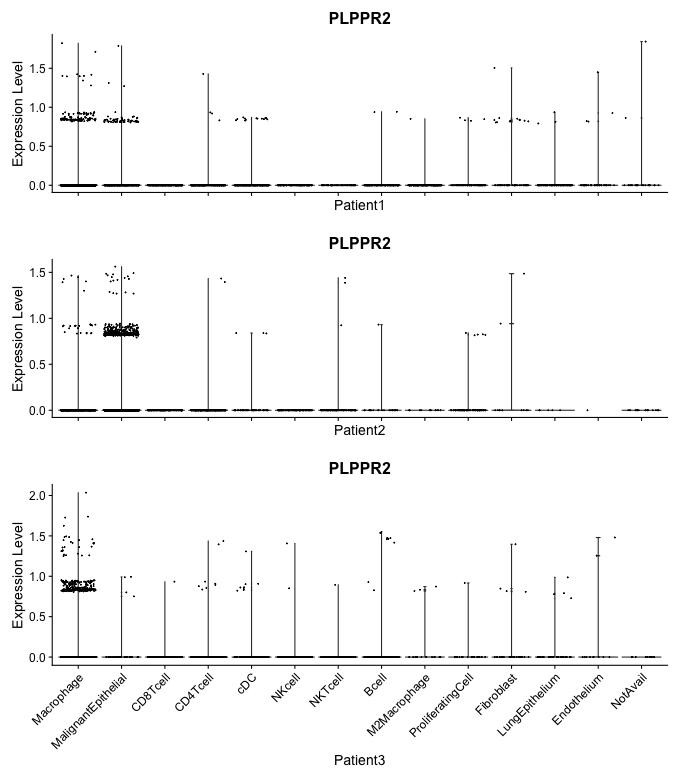 PLPPR2
Expression Level
1.5
1.0
0.5
0.0
Patient1
PLPPR2
Expression Level
1.5
1.0
0.5
0.0
Patient2
PLPPR2
Expression Level
2.0
1.5
1.0
0.5
0.0
Macrophage
MalignantEpithelial
CD8Tcell
CD4Tcell
cDC
NKcell
NKTcell
Bcell
M2Macrophage
ProliferatingCell
Fibroblast
LungEpithelium
Endothelium
NotAvail
Patient3